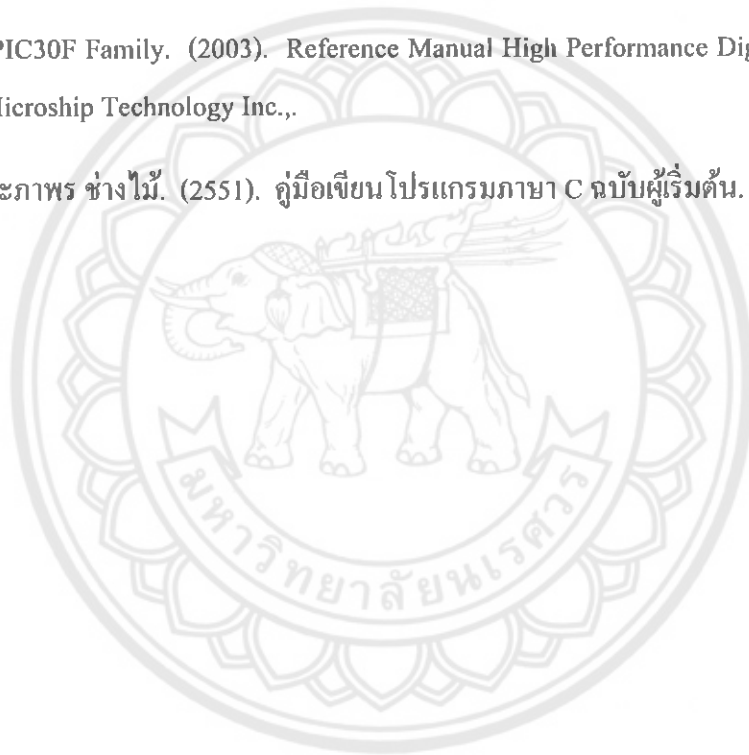 PIC30F Family. (2003). Reference Manual High Performance Dig
Microship Technology Inc.,.
ะภาพร ช่างไม้. (2551). คู่มือเขียนโปรแกรมภาษา C ฉบับผู้เริ่มต้น.
มหาวิทยาลัยนเรศวร